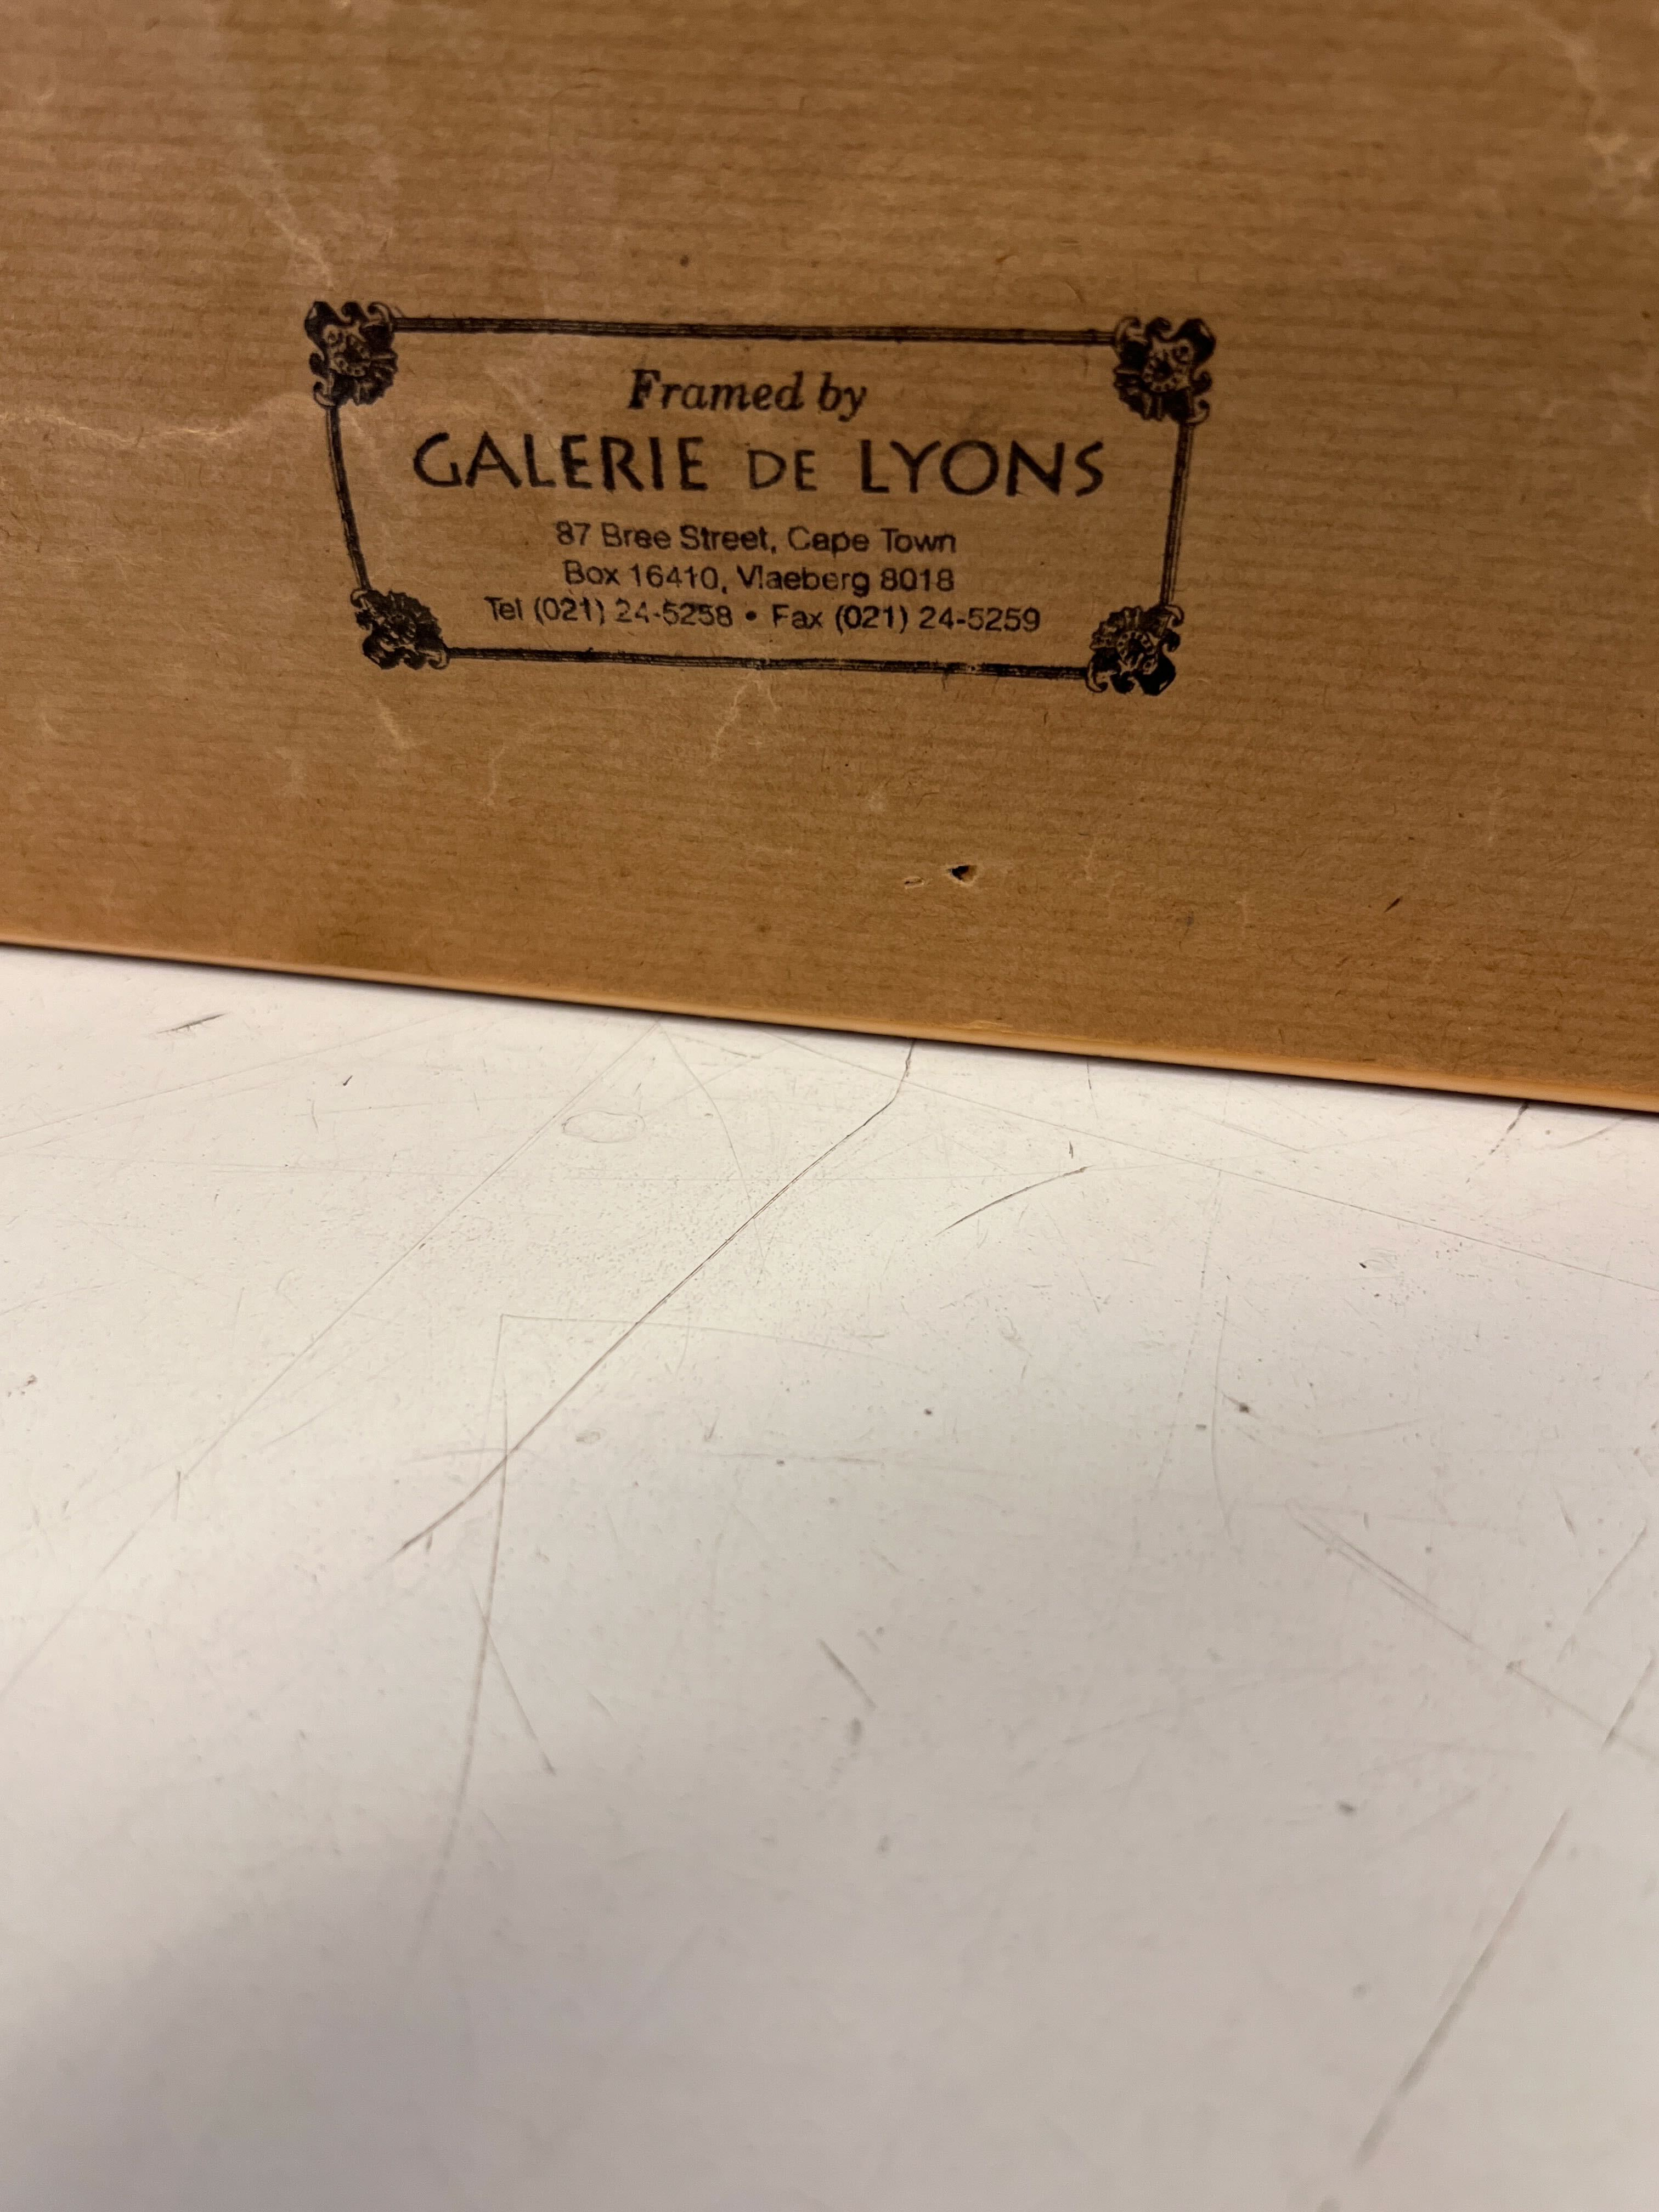 Framed by
GALERIE DE LYONS
87 Bree Street, Cape Town
Box 16410, Vlaeberg 8018
Tel (021) 24-5258 • Fax (021) 24-5259